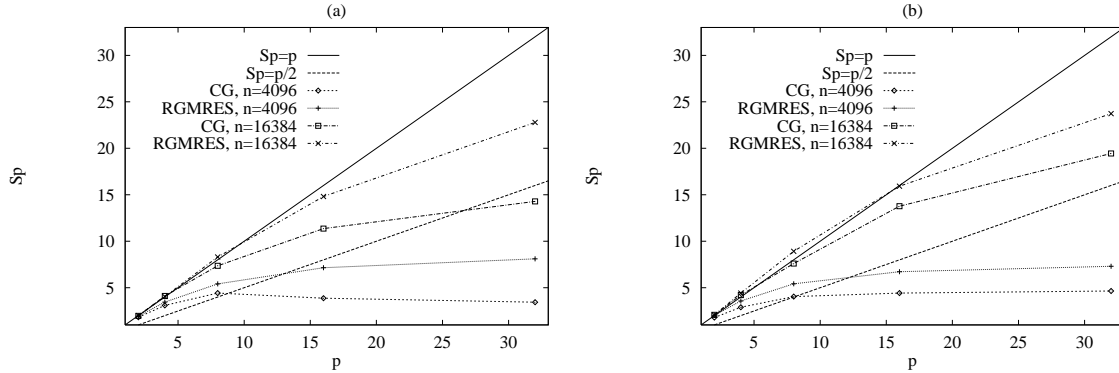 (a)
Sp
30
25
20
15
10
5
Sp=p
Sp=p/2
CG, n=4096
RGMRES, n=4096
CG, n=16384
RGMRES, n=16384
5 10 15 20 25 30
p
(b)
Sp
30
25
20
15
10
5
Sp=p
Sp=p/2
CG, n=4096
RGMRES, n=4096
CG, n=16384
RGMRES, n=16384
5 10 15 20 25 30
p